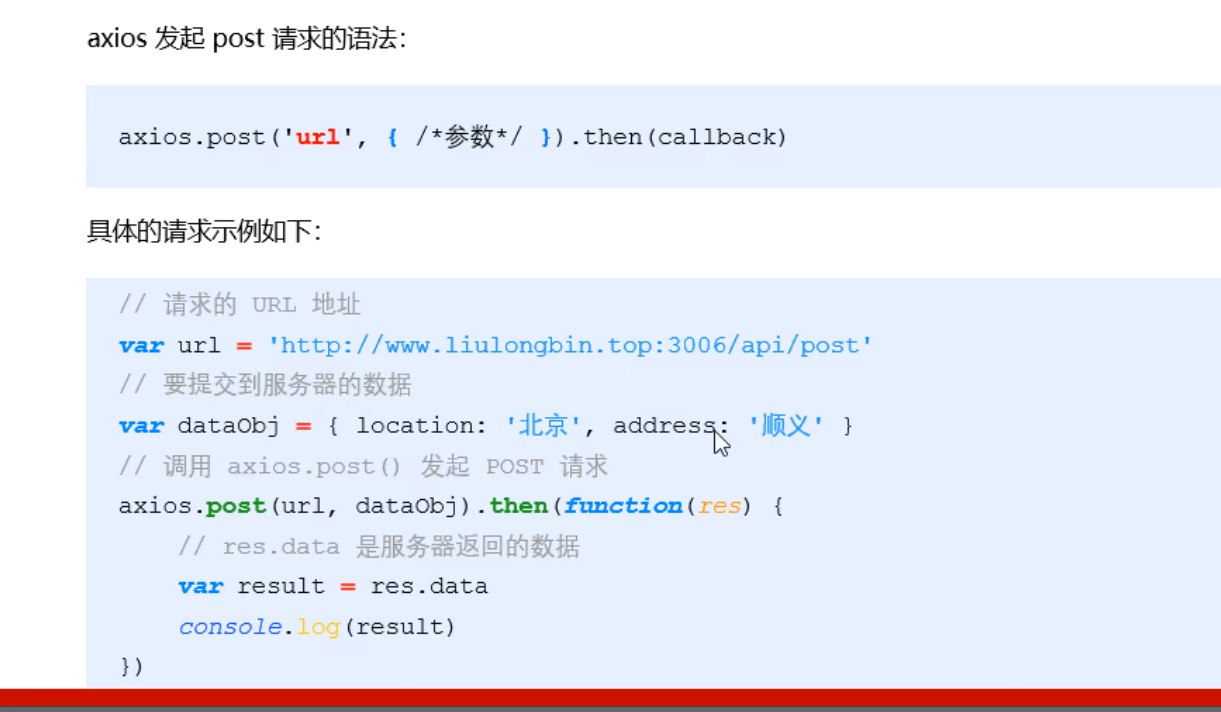 axios 发起 post 请求的语法：
axios.post('url', { /*参数*/ }).then(callback)
具体的请求示例如下：
// 请求的 URL 地址
var url = 'http://www.liulongbin.top:3006/api/post'
// 要提交到服务器的数据
var dataObj = { location: '北京', address: '顺义' }
// 调用 axios.post() 发起 POST 请求
axios.post(url, dataObj).then(function(res) {
// res.data 是服务器返回的数据
var result = res.data
console.log(result)
})